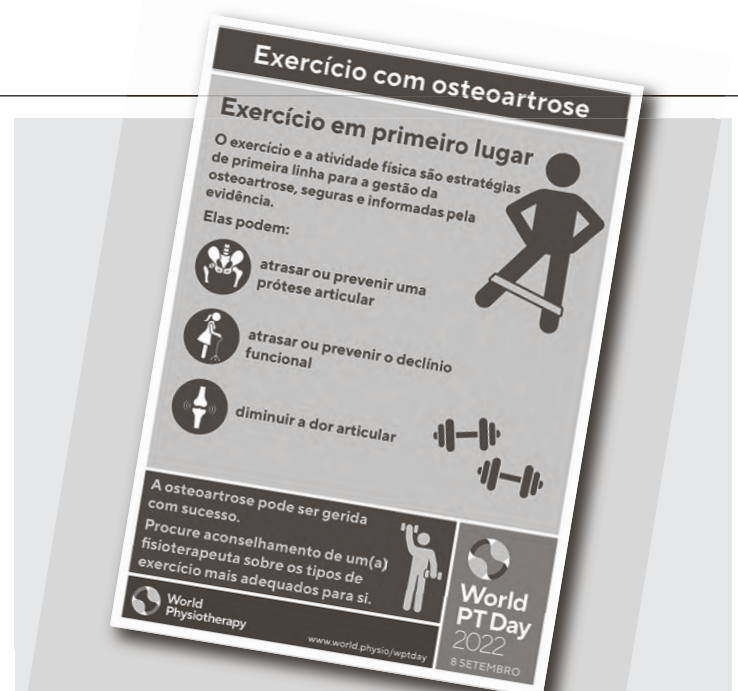 Exercício com osteoartrose
Exercício em primeiro lugar
O exercício e a atividade física são estratégias
de primeira linha para a gestão da
osteoartrose, seguras e informadas pela
evidência.
Elas podem:
atrasar ou prevenir uma
prótese articular
atrasar ou prevenir o declínio
funcional
diminuir a dor articular
A osteoartrose pode ser gerida
com sucesso.
Procure aconselhamento de um(a)
fisioterapeuta sobre os tipos de
exercício mais adequados para si.
World
Physiotherapy
www.world.physio/wptday
World
PT Day
2022
8 SETEMBRO